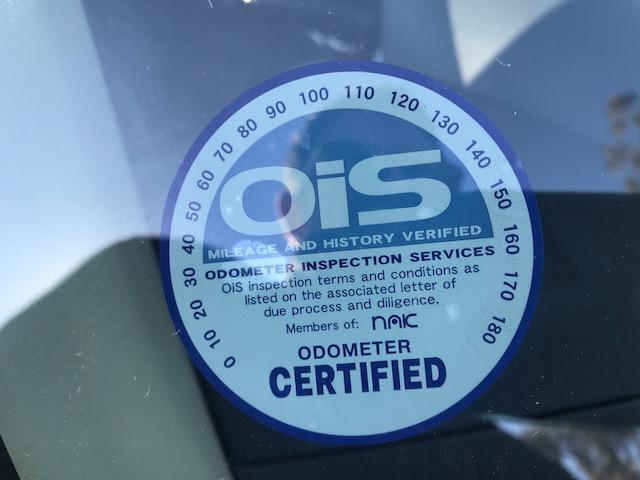 0 10 20 30 40 50 60 70 80 90 100 110 120 130 140 150 160 170 180
OiS
MILEAGE AND HISTORY VERIFIED
ODOMETER INSPECTION SERVICES
OiS inspection terms and conditions as
listed on the associated letter of
due process and diligence.
Members of: NAIC
ODOMETER
CERTIFIED